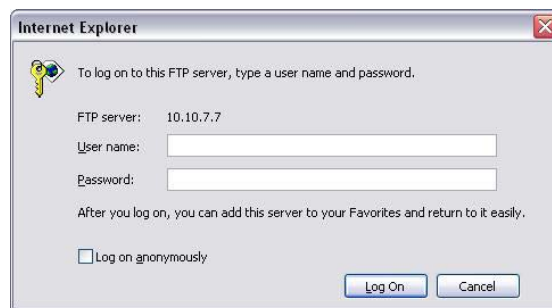 Internet Explorer
To log on to this FTP server, type a user name and password.
FTP server: 10.10.7.7
User name:
Password:
After you log on, you can add this server to your Favorites and return to it easily.
Log on anonymously
Log On Cancel